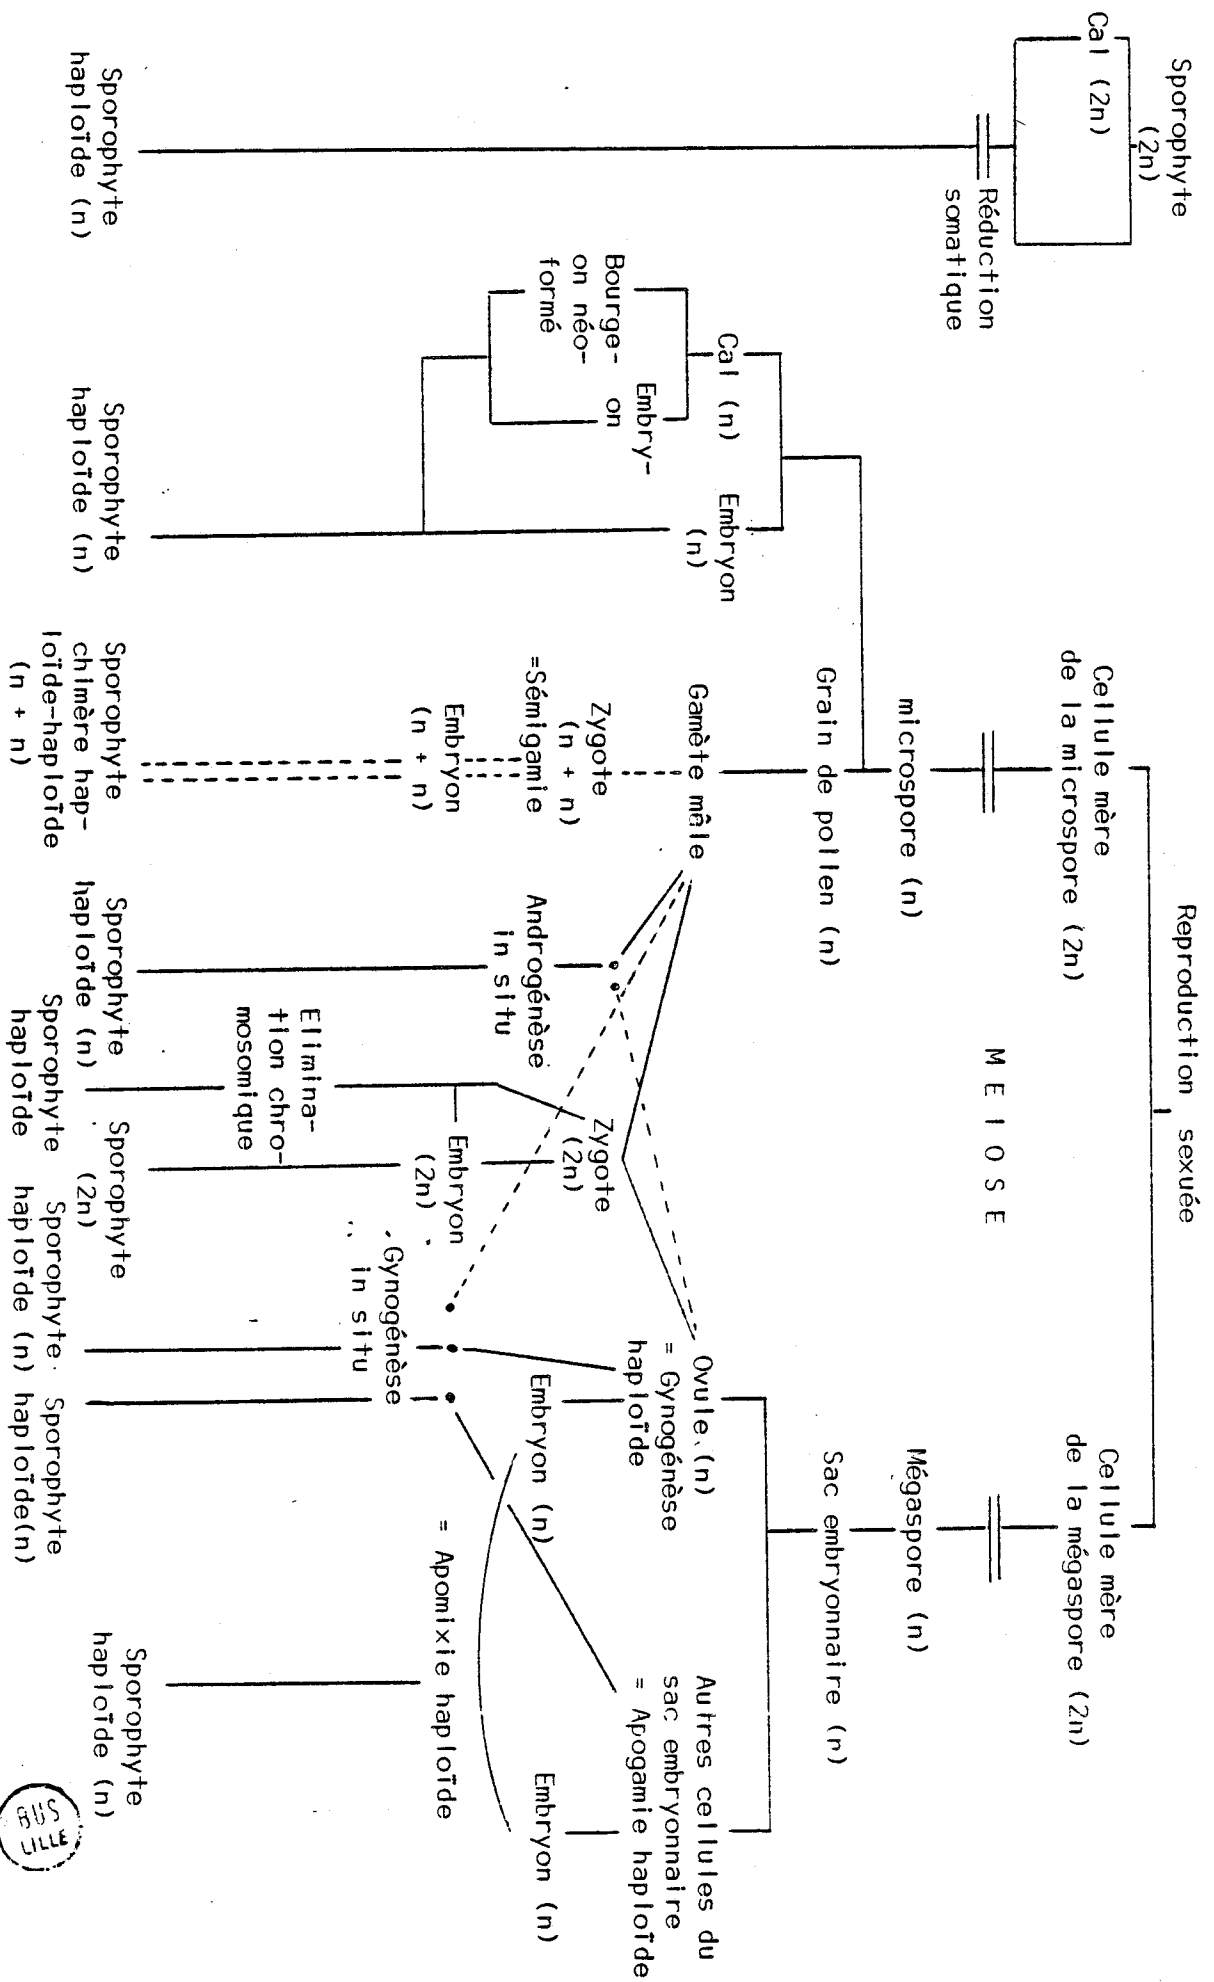 Sporophyte
(2n)
Cal (2n)
Réduction
somatique
Sporophyte
haploïde (n)
Reproduction sexuée
Cellule mère
de la microspore (2n)
Cellule mère
de la mégaspore (2n)
M E I O S E
microspore (n)
Mégaspore (n)
Grain de pollen (n)
Sac embryonnaire (n)
Cal (n)
Embryon
(n)
Bourge-
on néo-
formé
Embry-
on
Sporophyte
haploïde (n)
Gamète mêle
Ovule (n)
= Gynogénèse
haploïde
Autres cellules du
sac embryonnaire
= Apogamie haploïde
Zygote
(n + n)
=Sémigamie
Zygote
(2n)
Embryon (n)
Embryon (n)
Androgénèse
in situ
Embryon
(n + n)
Embryon
(2n)
= Apomixie haploïde
Gynogénèse
in situ
Elimina-
tion chro-
mosomique
Sporophyte
chimère hap-
loïde-haploïde
(n + n)
Sporophyte
haploïde (n)
Sporophyte
haploïde
Sporophyte
(2n)
Sporophyte
haploïde (n)
Sporophyte
haploïde(n)
Sporophyte
haploïde (n)
BUS
LILLE